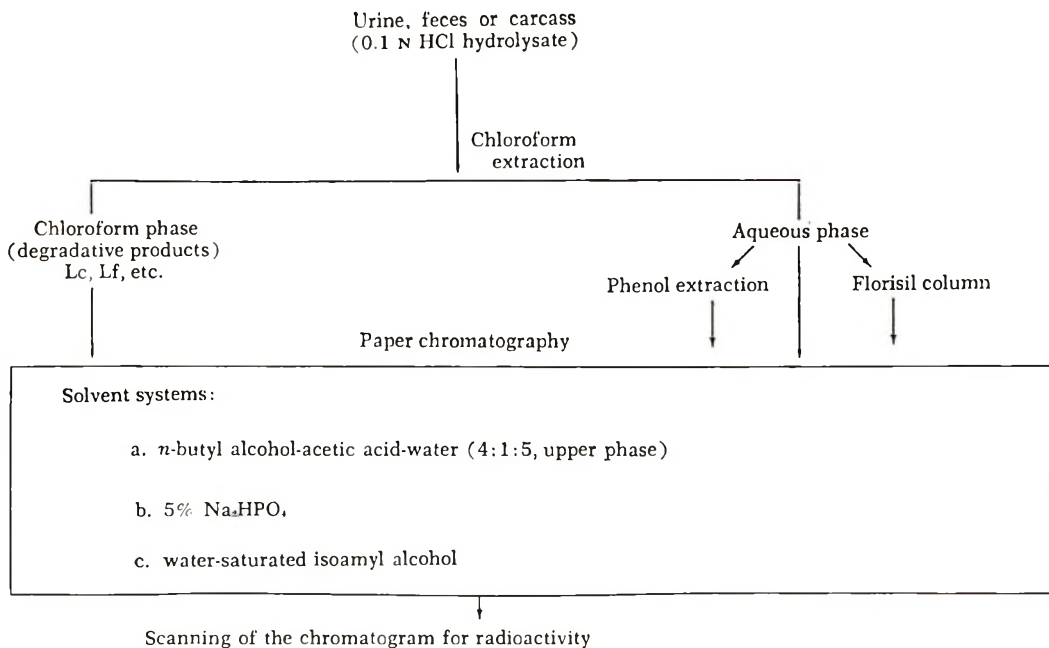 Urine, feces or carcass
(0.1 N HCl hydrolysate)
Chloroform
extraction
Chloroform phase
(degradative products)
Lc, Lf, etc.
Aqueous phase
Phenol extraction
Florisil column
Paper chromatography
Solvent systems:
a. n-butyl alcohol-acetic acid-water (4:1:5, upper phase)
b. 5% Na2HPO4
c. water-saturated isoamyl alcohol
Scanning of the chromatogram for radioactivity